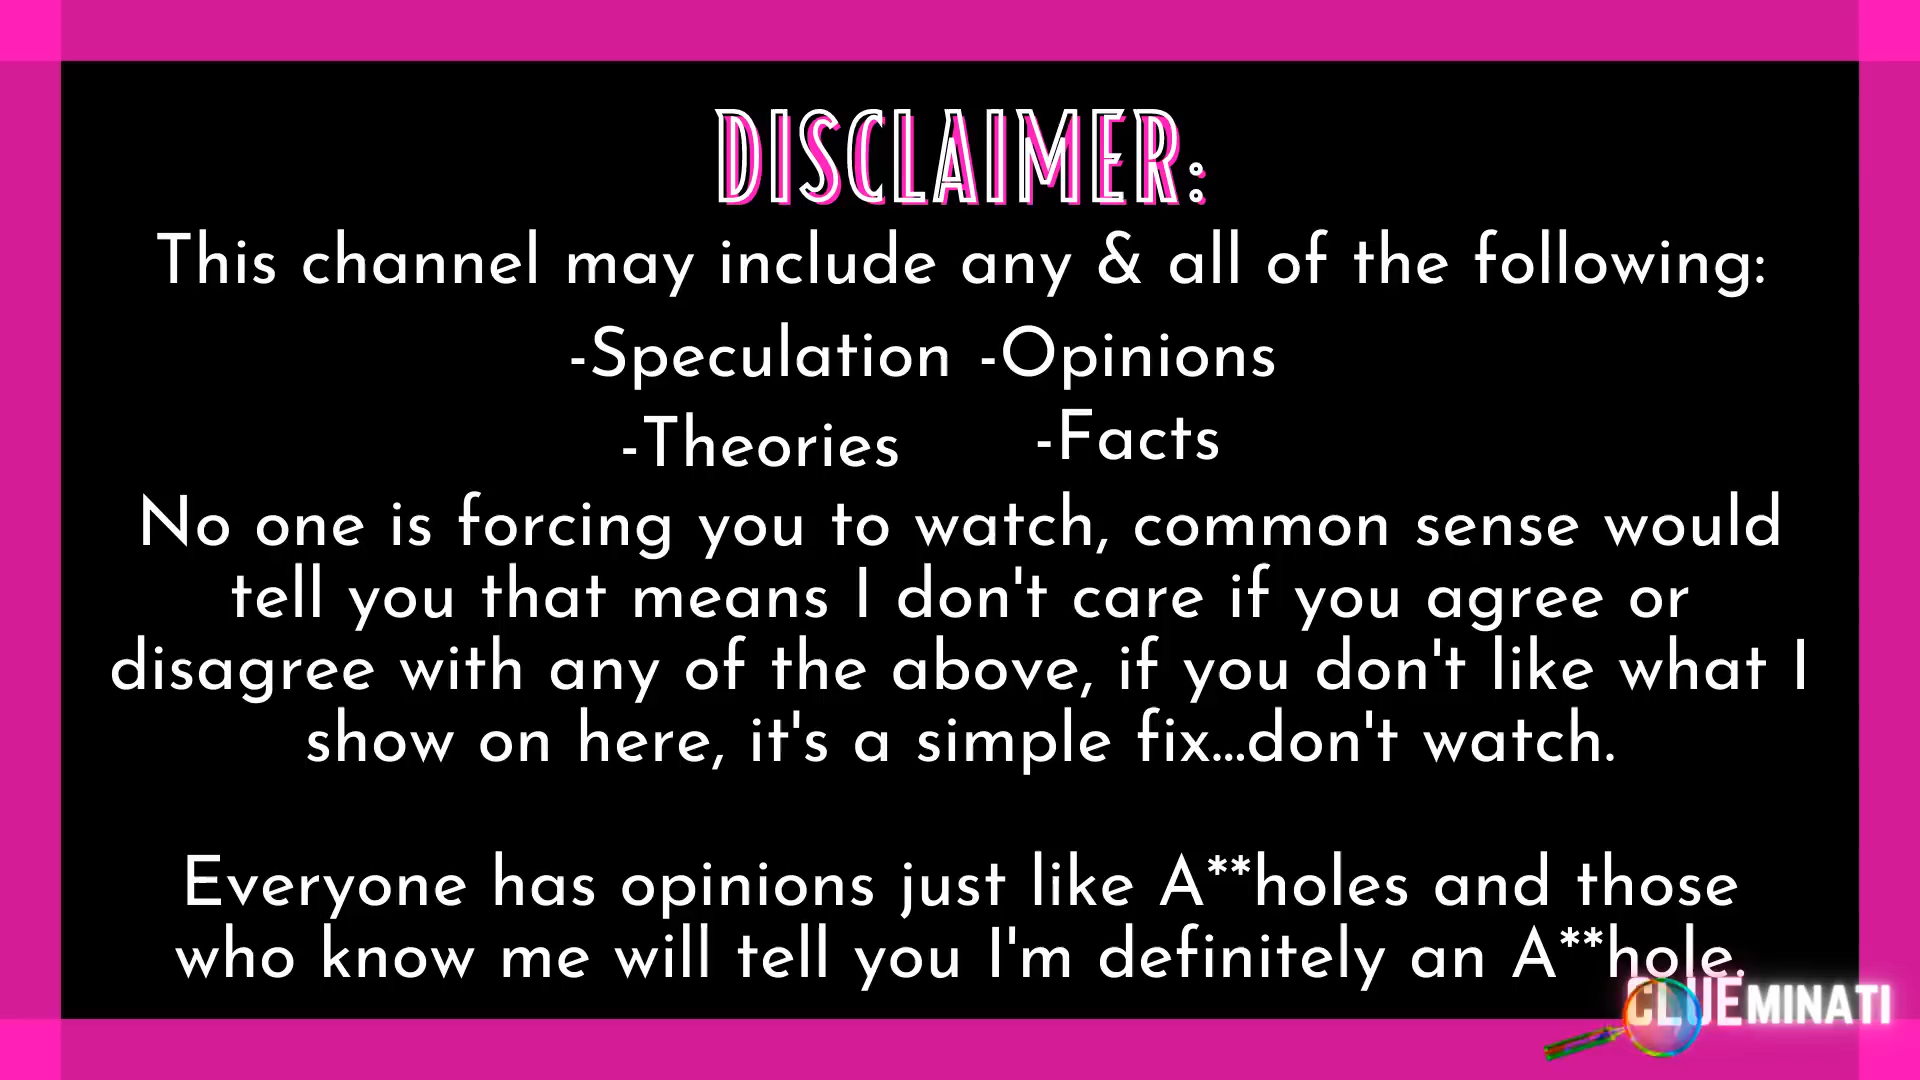 DISCLAIMER:
This channel may include any & all of the following:
-Speculation -Opinions
-Theories -Facts
No one is forcing you to watch, common sense would
tell you that means I don't care if you agree or
disagree with any of the above, if you don't like what I
show on here, it's a simple fix...don't watch.
Everyone has opinions just like A**holes and those
who know me will tell you I'm definitely an A**hole.
CLUEMINATI